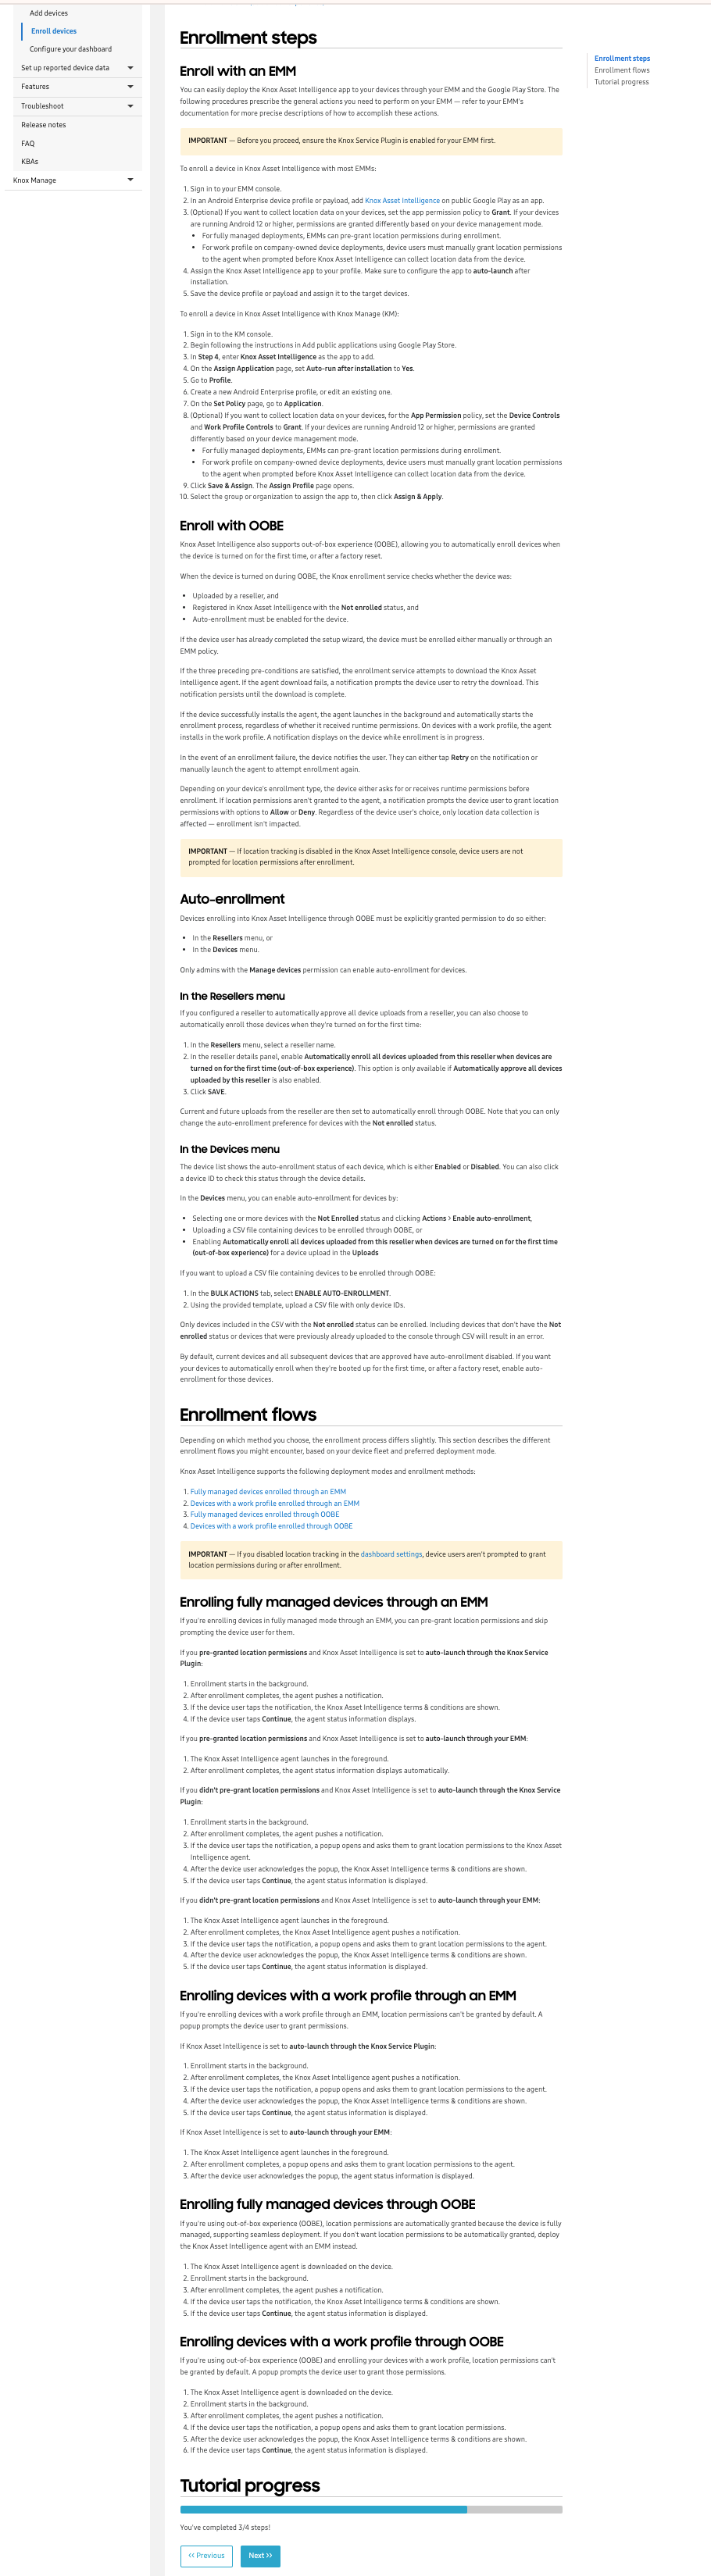 Add devices
Enroll devices
Configure your dashboard
Set up reported device data
Features
Troubleshoot
Release notes
FAQ
KBAs
Knox Manage
Enrollment steps
Enroll with an EMM
You can easily deploy the Knox Asset Intelligence app to your devices through your EMM and the Google Play Store. The
following procedures prescribe the general actions you need to perform on your EMM — refer to your EMM's
documentation for more precise descriptions of how to accomplish these actions.
IMPORTANT — Before you proceed, ensure the Knox Service Plugin is enabled for your EMM first.
To enroll a device in Knox Asset Intelligence with most EMMs:
1. Sign in to your EMM console.
2. In an Android Enterprise device profile or payload, add Knox Asset Intelligence on public Google Play as an app.
3. (Optional) If you want to collect location data on your devices, set the app permission policy to Grant. If your devices
are running Android 12 or higher, permissions are granted differently based on your device management mode.
• For fully managed deployments, EMMs can pre-grant location permissions during enrollment.
• For work profile on company-owned device deployments, device users must manually grant location permissions
to the agent when prompted before Knox Asset Intelligence can collect location data from the device.
4. Assign the Knox Asset Intelligence app to your profile. Make sure to configure the app to auto-launch after
installation.
5. Save the device profile or payload and assign it to the target devices.
To enroll a device in Knox Asset Intelligence with Knox Manage (KM):
1. Sign in to the KM console.
2. Begin following the instructions in Add public applications using Google Play Store.
3. In Step 4, enter Knox Asset Intelligence as the app to add.
4. On the Assign Application page, set Auto-run after installation to Yes.
5. Go to Profile.
6. Create a new Android Enterprise profile, or edit an existing one.
7. On the Set Policy page, go to Application.
8. (Optional) If you want to collect location data on your devices, for the App Permission policy, set the Device Controls
and Work Profile Controls to Grant. If your devices are running Android 12 or higher, permissions are granted
differently based on your device management mode.
• For fully managed deployments, EMMs can pre-grant location permissions during enrollment.
• For work profile on company-owned device deployments, device users must manually grant location permissions
to the agent when prompted before Knox Asset Intelligence can collect location data from the device.
9. Click Save & Assign. The Assign Profile page opens.
10. Select the group or organization to assign the app to, then click Assign & Apply.
Enroll with OOBE
Knox Asset Intelligence also supports out-of-box experience (OOBE), allowing you to automatically enroll devices when
the device is turned on for the first time, or after a factory reset.
When the device is turned on during OOBE, the Knox enrollment service checks whether the device was:
• Uploaded by a reseller, and
• Registered in Knox Asset Intelligence with the Not enrolled status, and
• Auto-enrollment must be enabled for the device.
If the device user has already completed the setup wizard, the device must be enrolled either manually or through an
EMM policy.
If the three preceding pre-conditions are satisfied, the enrollment service attempts to download the Knox Asset
Intelligence agent. If the agent download fails, a notification prompts the device user to retry the download. This
notification persists until the download is complete.
If the device successfully installs the agent, the agent launches in the background and automatically starts the
enrollment process, regardless of whether it received runtime permissions. On devices with a work profile, the agent
installs in the work profile. A notification displays on the device while enrollment is in progress.
In the event of an enrollment failure, the device notifies the user. They can either tap Retry on the notification or
manually launch the agent to attempt enrollment again.
Depending on your device's enrollment type, the device either asks for or receives runtime permissions before
enrollment. If location permissions aren't granted to the agent, a notification prompts the device user to grant location
permissions with options to Allow or Deny. Regardless of the device user's choice, only location data collection is
affected — enrollment isn't impacted.
IMPORTANT — If location tracking is disabled in the Knox Asset Intelligence console, device users are not
prompted for location permissions after enrollment.
Auto-enrollment
Devices enrolling into Knox Asset Intelligence through OOBE must be explicitly granted permission to do so either:
• In the Resellers menu, or
• In the Devices menu.
Only admins with the Manage devices permission can enable auto-enrollment for devices.
In the Resellers menu
If you configured a reseller to automatically approve all device uploads from a reseller, you can also choose to
automatically enroll those devices when they're turned on for the first time:
1. In the Resellers menu, select a reseller name.
2. In the reseller details panel, enable Automatically enroll all devices uploaded from this reseller when devices are
turned on for the first time (out-of-box experience). This option is only available if Automatically approve all devices
uploaded by this reseller is also enabled.
3. Click SAVE.
Current and future uploads from the reseller are then set to automatically enroll through OOBE. Note that you can only
change the auto-enrollment preference for devices with the Not enrolled status.
In the Devices menu
The device list shows the auto-enrollment status of each device, which is either Enabled or Disabled. You can also click
a device ID to check this status through the device details.
In the Devices menu, you can enable auto-enrollment for devices by:
• Selecting one or more devices with the Not Enrolled status and clicking Actions > Enable auto-enrollment,
• Uploading a CSV file containing devices to be enrolled through OOBE, or
• Enabling Automatically enroll all devices uploaded from this reseller when devices are turned on for the first time
(out-of-box experience) for a device upload in the Uploads
If you want to upload a CSV file containing devices to be enrolled through OOBE:
1. In the BULK ACTIONS tab, select ENABLE AUTO-ENROLLMENT.
2. Using the provided template, upload a CSV file with only device IDs.
Only devices included in the CSV with the Not enrolled status can be enrolled. Including devices that don't have the Not
enrolled status or devices that were previously already uploaded to the console through CSV will result in an error.
By default, current devices and all subsequent devices that are approved have auto-enrollment disabled. If you want
your devices to automatically enroll when they're booted up for the first time, or after a factory reset, enable auto-
enrollment for those devices.
Enrollment flows
Depending on which method you choose, the enrollment process differs slightly. This section describes the different
enrollment flows you might encounter, based on your device fleet and preferred deployment mode.
Knox Asset Intelligence supports the following deployment modes and enrollment methods:
1. Fully managed devices enrolled through an EMM
2. Devices with a work profile enrolled through an EMM
3. Fully managed devices enrolled through OOBE
4. Devices with a work profile enrolled through OOBE
IMPORTANT — If you disabled location tracking in the dashboard settings, device users aren't prompted to grant
location permissions during or after enrollment.
Enrolling fully managed devices through an EMM
If you're enrolling devices in fully managed mode through an EMM, you can pre-grant location permissions and skip
prompting the device user for them.
If you pre-granted location permissions and Knox Asset Intelligence is set to auto-launch through the Knox Service
Plugin:
1. Enrollment starts in the background.
2. After enrollment completes, the agent pushes a notification.
3. If the device user taps the notification, the Knox Asset Intelligence terms & conditions are shown.
4. If the device user taps Continue, the agent status information displays.
If you pre-granted location permissions and Knox Asset Intelligence is set to auto-launch through your EMM:
1. The Knox Asset Intelligence agent launches in the foreground.
2. After enrollment completes, the agent status information displays automatically.
If you didn't pre-grant location permissions and Knox Asset Intelligence is set to auto-launch through the Knox Service
Plugin:
1. Enrollment starts in the background.
2. After enrollment completes, the agent pushes a notification.
3. If the device user taps the notification, a popup opens and asks them to grant location permissions to the Knox Asset
Intelligence agent.
4. After the device user acknowledges the popup, the Knox Asset Intelligence terms & conditions are shown.
5. If the device user taps Continue, the agent status information is displayed.
If you didn't pre-grant location permissions and Knox Asset Intelligence is set to auto-launch through your EMM:
1. The Knox Asset Intelligence agent launches in the foreground.
2. After enrollment completes, the Knox Asset Intelligence agent pushes a notification.
3. If the device user taps the notification, a popup opens and asks them to grant location permissions to the agent.
4. After the device user acknowledges the popup, the Knox Asset Intelligence terms & conditions are shown.
5. If the device user taps Continue, the agent status information is displayed.
Enrolling devices with a work profile through an EMM
If you're enrolling devices with a work profile through an EMM, location permissions can't be granted by default. A
popup prompts the device user to grant permissions.
If Knox Asset Intelligence is set to auto-launch through the Knox Service Plugin:
1. Enrollment starts in the background.
2. After enrollment completes, the Knox Asset Intelligence agent pushes a notification.
3. If the device user taps the notification, a popup opens and asks them to grant location permissions to the agent.
4. After the device user acknowledges the popup, the Knox Asset Intelligence terms & conditions are shown.
5. If the device user taps Continue, the agent status information is displayed.
If Knox Asset Intelligence is set to auto-launch through your EMM:
1. The Knox Asset Intelligence agent launches in the foreground.
2. After enrollment completes, a popup opens and asks them to grant location permissions to the agent.
3. After the device user acknowledges the popup, the agent status information is displayed.
Enrolling fully managed devices through OOBE
If you're using out-of-box experience (OOBE), location permissions are automatically granted because the device is fully
managed, supporting seamless deployment. If you don't want location permissions to be automatically granted, deploy
the Knox Asset Intelligence agent with an EMM instead.
1. The Knox Asset Intelligence agent is downloaded on the device.
2. Enrollment starts in the background.
3. After enrollment completes, the agent pushes a notification.
4. If the device user taps the notification, the Knox Asset Intelligence terms & conditions are shown.
5. If the device user taps Continue, the agent status information is displayed.
Enrolling devices with a work profile through OOBE
If you're using out-of-box experience (OOBE) and enrolling your devices with a work profile, location permissions can't
be granted by default. A popup prompts the device user to grant those permissions.
1. The Knox Asset Intelligence agent is downloaded on the device.
2. Enrollment starts in the background.
3. After enrollment completes, the agent pushes a notification.
4. If the device user taps the notification, a popup opens and asks them to grant location permissions.
5. After the device user acknowledges the popup, the Knox Asset Intelligence terms & conditions are shown.
6. If the device user taps Continue, the agent status information is displayed.
Tutorial progress
You've completed 3/4 steps!
<< Previous
Next >>
Enrollment steps
Enrollment flows
Tutorial progress